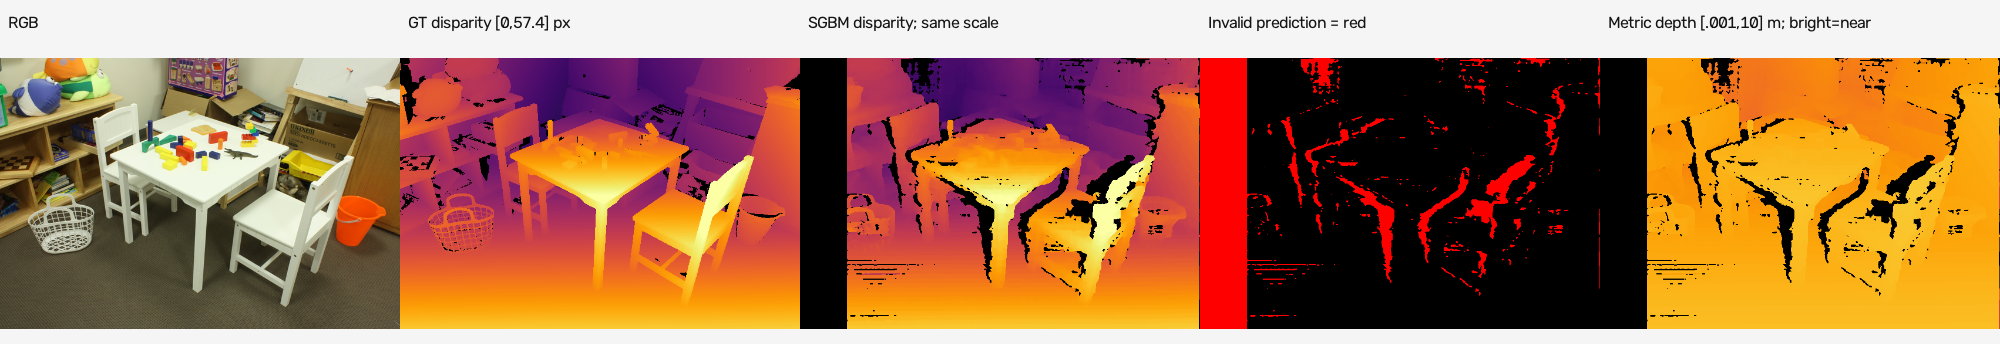 RGB
GT disparity [0,57.4] px
SGBM disparity; same scale
Invalid prediction = red
Metric depth [.001,10] m; bright=near